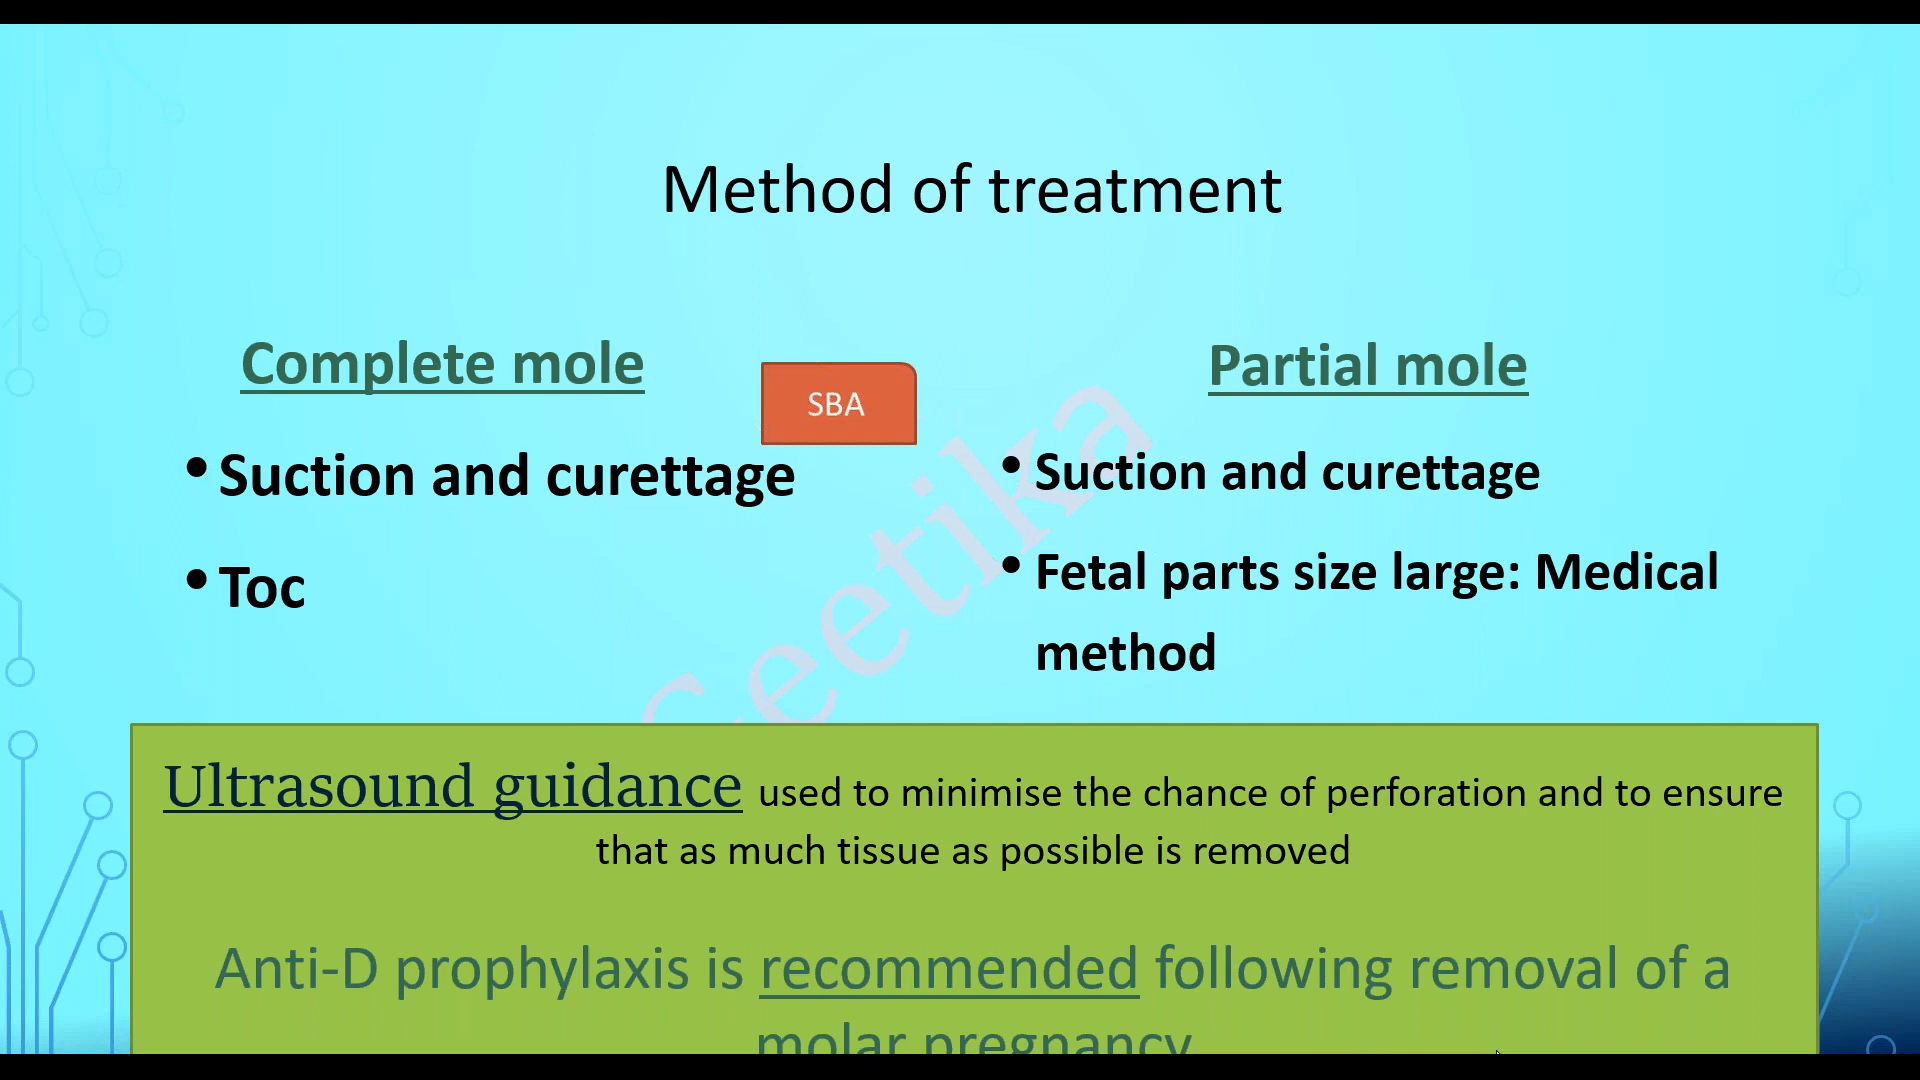 Method of treatment
Complete mole
SBA
Partial mole
• Suction and curettage
• Toc
• Suction and curettage
• Fetal parts size large: Medical
method
Geetika
Ultrasound guidance used to minimise the chance of perforation and to ensure
that as much tissue as possible is removed
Anti-D prophylaxis is recommended following removal of a
molar pregnancy